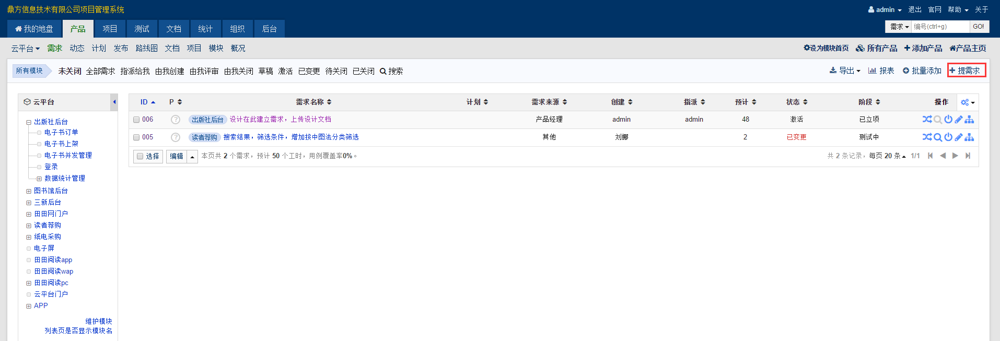 鼎方信息技术有限公司项目管理系统
admin 退出 官网 帮助 关于
我的地盘 产品 项目 测试 文档 统计 组织 后台
需求 编号(ctrl+g) GO!
云平台 需求 动态 计划 发布 路线图 文档 项目 模块 概况
设为模块首页 所有产品 添加产品 产品主页
所有模块 未关闭 全部需求 指派给我 由我创建 由我评审 由我关闭 草稿 激活 已变更 待关闭 已关闭 搜索
导出 报表 批量添加 提需求
云平台
出版社后台
电子书订单
电子书上架
电子书并发管理
登录
数据统计管理
图书馆后台
三新后台
田田网门户
读者荐购
纸电采购
电子屏
田田阅读app
田田阅读wap
田田阅读pc
云平台门户
APP
维护模块
列表页是否显示模块名
ID P 需求名称 计划 需求来源 创建 指派 预计 状态 阶段 操作
006 ? 出版社后台 设计在此建立需求，上传设计文档 产品经理 admin admin 48 激活 已立项
005 ? 读者荐购 搜索结果，筛选条件，增加按中图法分类筛选 其他 刘娜 2 已变更 测试中
选择 编辑 本页共 2 个需求，预计 50 个工时，用例覆盖率0%。
共 2 条记录，每页 20 条 1/1